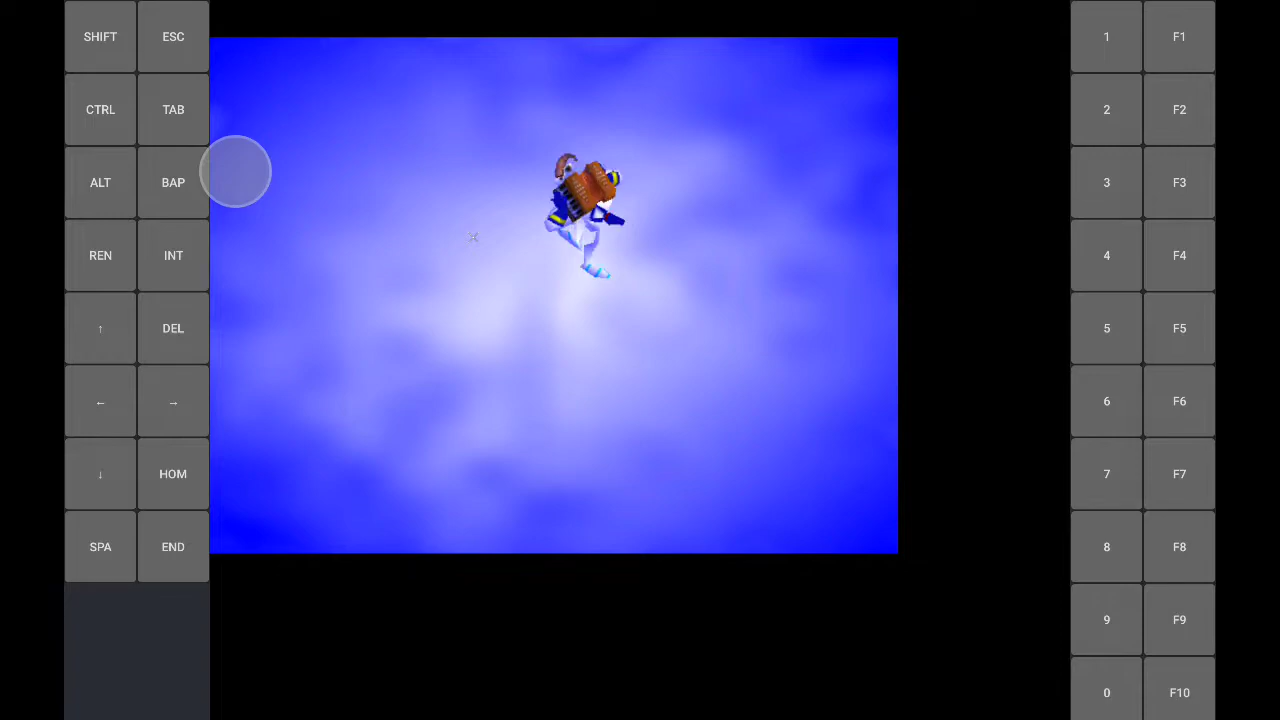 SHIFT ESC
CTRL TAB
ALT BAP
REN INT
↑ DEL
← →
↓ HOM
SPA END
1 F1
2 F2
3 F3
4 F4
5 F5
6 F6
7 F7
8 F8
9 F9
0 F10